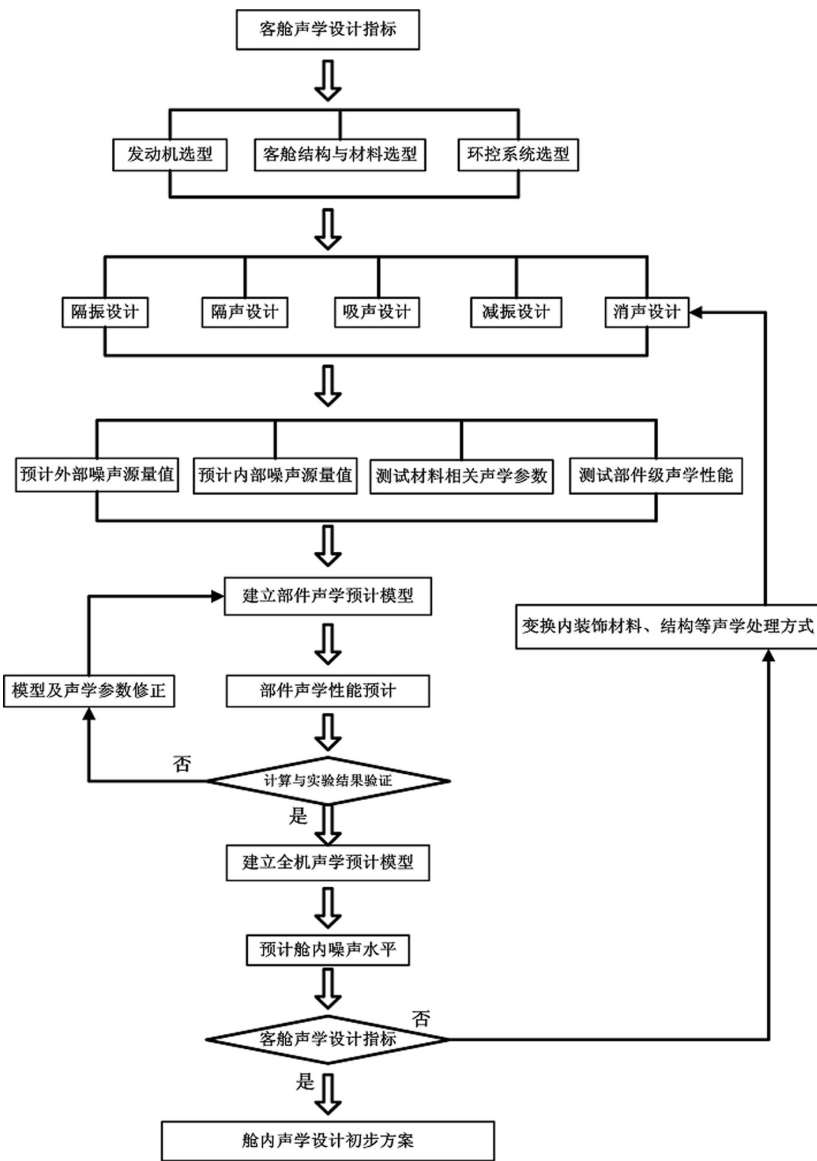 客舱声学设计指标
发动机选型
客舱结构与材料选型
环控系统选型
隔振设计
隔声设计
吸声设计
减振设计
消声设计
预计外部噪声源量值
预计内部噪声源量值
测试材料相关声学参数
测试部件级声学性能
建立部件声学预计模型
变换内装饰材料、结构等声学处理方式
模型及声学参数修正
部件声学性能预计
否
计算与实验结果验证
是
建立全机声学预计模型
预计舱内噪声水平
客舱声学设计指标
否
是
舱内声学设计初步方案